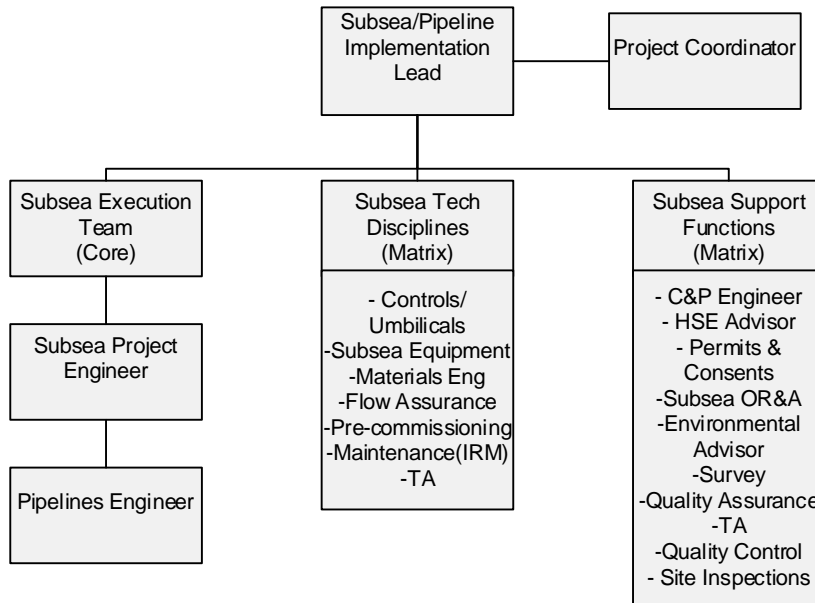 Subsea/Pipeline
Implementation
Lead
Project Coordinator
Subsea Execution
Team
(Core)
Subsea Project
Engineer
Pipelines Engineer
Subsea Tech
Disciplines
(Matrix)
- Controls/
Umbilicals
-Subsea Equipment
-Materials Eng
-Flow Assurance
-Pre-commissioning
-Maintenance(IRM)
-TA
Subsea Support
Functions
(Matrix)
- C&P Engineer
- HSE Advisor
- Permits &
Consents
-Subsea OR&A
-Environmental
Advisor
-Survey
-Quality Assurance
-TA
-Quality Control
- Site Inspections